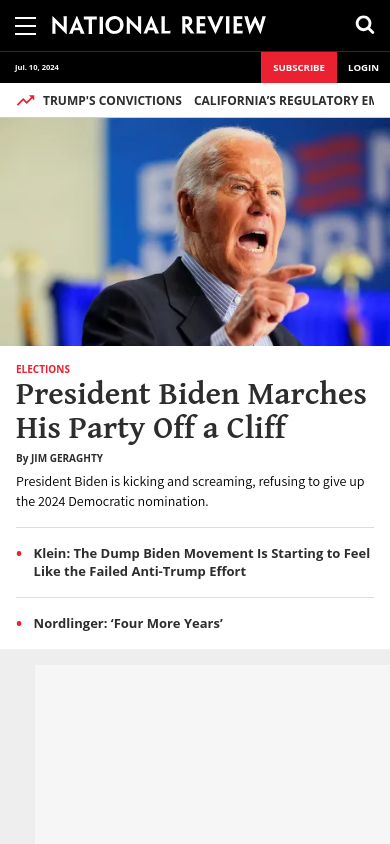 NATIONAL REVIEW
Jul. 10, 2024
SUBSCRIBE
LOGIN
TRUMP'S CONVICTIONS
CALIFORNIA’S REGULATORY
ELECTIONS
President Biden Marches
His Party Off a Cliff
By JIM GERAGHTY
President Biden is kicking and screaming, refusing to give up
the 2024 Democratic nomination.
Klein: The Dump Biden Movement Is Starting to Feel
Like the Failed Anti-Trump Effort
Nordlinger: ‘Four More Years’